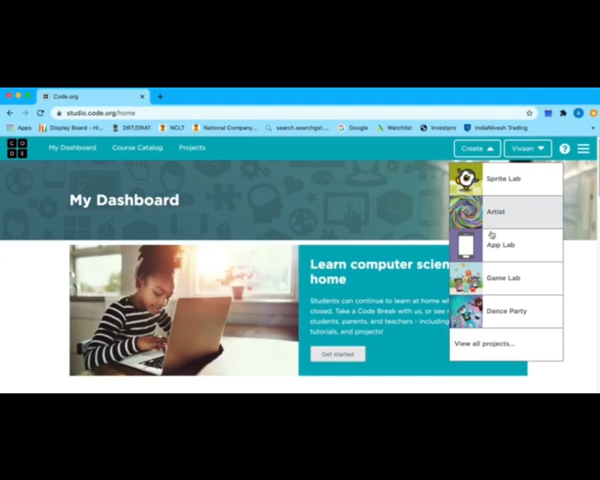 Code.org
studio.code.org/home
Apps
Display Board - Hi...
DRT/DRAT
NCLT
National Company...
search.searchgst....
Google
Watchlist
Investpro
IndiaNivesh Trading
C O D E
My Dashboard
Course Catalog
Projects
Create
Vivaan
?
Sprite Lab
My Dashboard
Artist
App Lab
Game Lab
Dance Party
View all projects...
Learn computer scien
home
Students can continue to learn at home wh
closed. Take a Code Break with us, or see
students, parents, and teachers - including
tutorials, and projects!
Get started